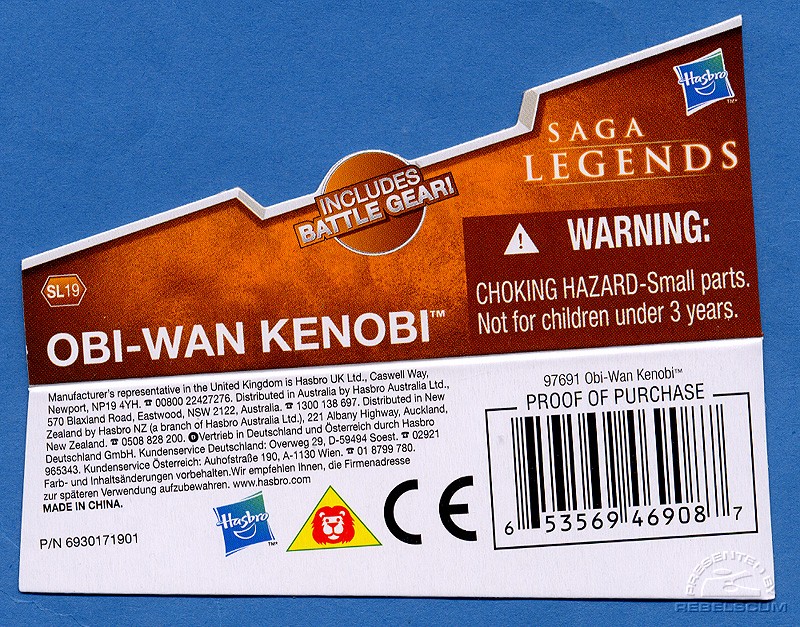 Hasbro
TM
SAGA
LEGENDS
INCLUDES
BATTLE GEAR!
WARNING:
CHOKING HAZARD-Small parts.
Not for children under 3 years.
SL19
OBI-WAN KENOBI™
Manufacturer's representative in the United Kingdom is Hasbro UK Ltd., Caswell Way,
Newport, NP19 4YH. ☎ 00800 22427276. Distributed in Australia by Hasbro Australia Ltd.,
570 Blaxland Road, Eastwood, NSW 2122, Australia. ☎ 1300 138 697. Distributed in New
Zealand by Hasbro NZ (a branch of Hasbro Australia Ltd.), 221 Albany Highway, Auckland,
New Zealand. ☎ 0508 828 200. D Vertrieb in Deutschland und Österreich durch Hasbro
Deutschland GmbH. Kundenservice Deutschland: Overweg 29, D-59494 Soest. ☎ 02921
965343. Kundenservice Österreich: Auhofstraße 190, A-1130 Wien. ☎ 01 8799 780.
Farb- und Inhaltsänderungen vorbehalten.Wir empfehlen Ihnen, die Firmenadresse
zur späteren Verwendung aufzubewahren. www.hasbro.com
MADE IN CHINA.
P/N 6930171901
Hasbro
TM
CE
97691 Obi-Wan Kenobi™
PROOF OF PURCHASE
6 53569 46908 7
PRESENTED BY
REBELSCUM